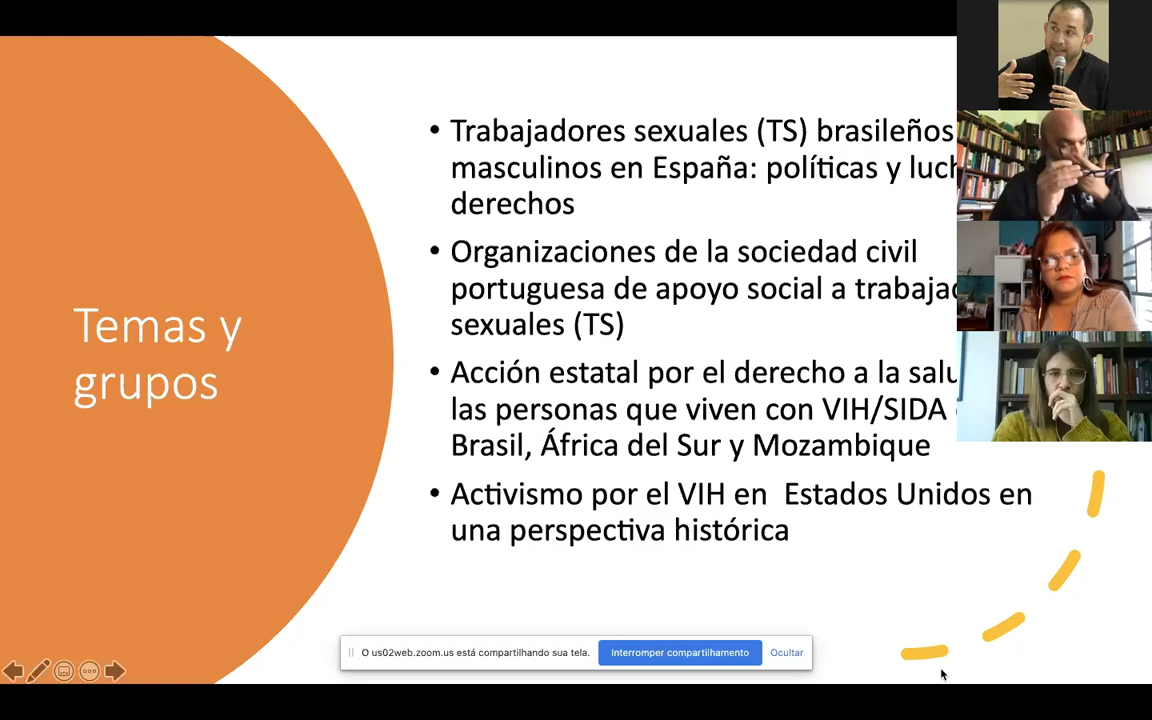 Temas y
grupos
• Trabajadores sexuales (TS) brasileños
masculinos en España: políticas y luch
derechos
• Organizaciones de la sociedad civil
portuguesa de apoyo social a trabajad
sexuales (TS)
• Acción estatal por el derecho a la salu
las personas que viven con VIH/SIDA
Brasil, África del Sur y Mozambique
• Activismo por el VIH en  Estados Unidos en
una perspectiva histórica
O us02web.zoom.us está compartilhando sua tela. Interromper compartilhamento Ocultar